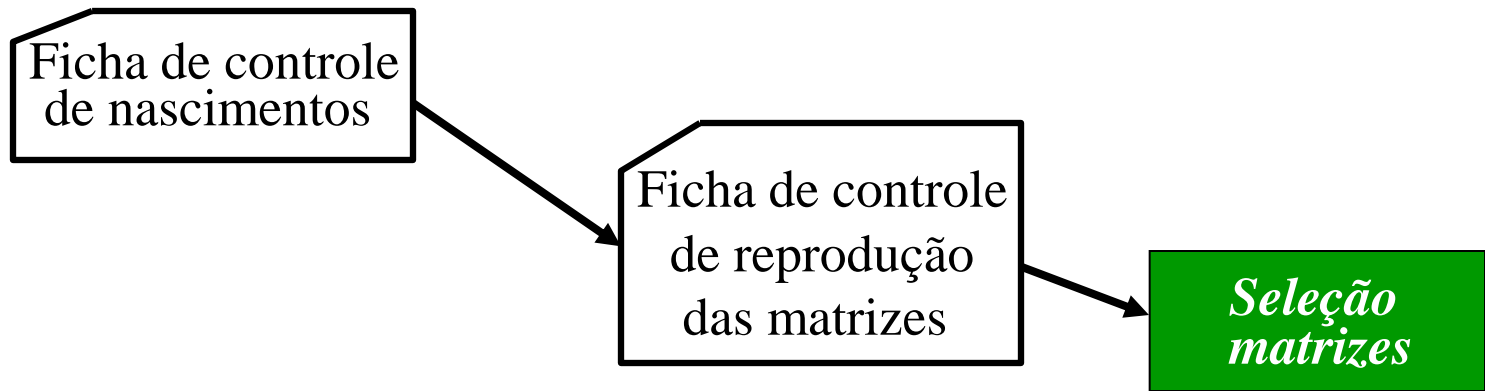 Ficha de controle
de nascimentos
Ficha de controle
de reprodução
das matrizes
Seleção
matrizes